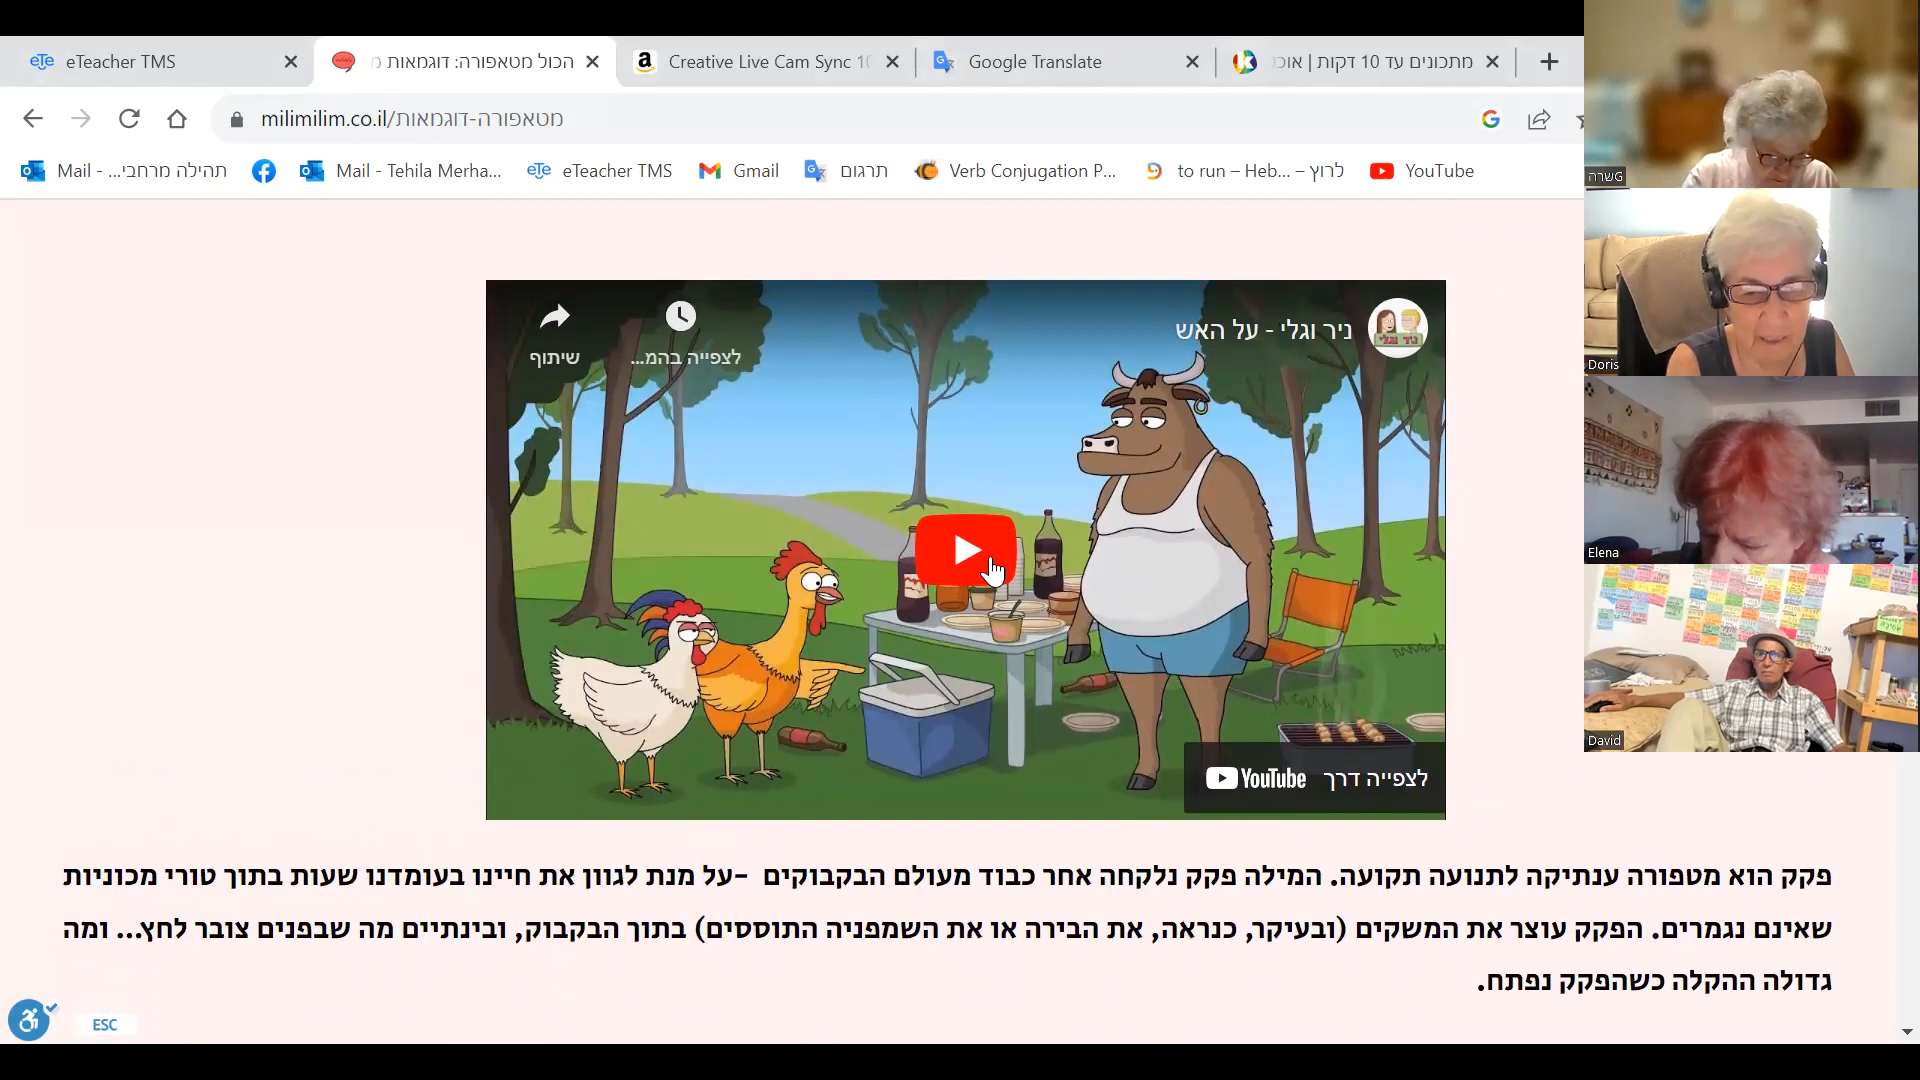 eTeacher TMS
הכול מטאפורה: דוגמאות מ
Creative Live Cam Sync 10
Google Translate
מתכונים עד 10 דקות | אוכ
milimilim.co.il/מטאפורה-דוגמאות
Mail - תהילה מרחבי...
Mail - Tehila Merha...
eTeacher TMS
Gmail
תרגום
Verb Conjugation P...
to run – Heb... – לרוץ
YouTube
ניר וגלי - על האש
לצפייה בהמ...
שיתוף
לצפייה דרך YouTube
פקק הוא מטפורה ענתיקה לתנועה תקועה. המילה פקק נלקחה אחר כבוד מעולם הבקבוקים -על מנת לגוון את חיינו בעומדנו שעות בתוך טורי מכוניות
שאינם נגמרים. הפקק עוצר את המשקים (ובעיקר, כנראה, את הבירה או את השמפניה התוססים) בתוך הבקבוק, ובינתיים מה שבפנים צובר לחץ... ומה
גדולה ההקלה כשהפקק נפתח.
ESC
שרהG
Doris
Elena
David